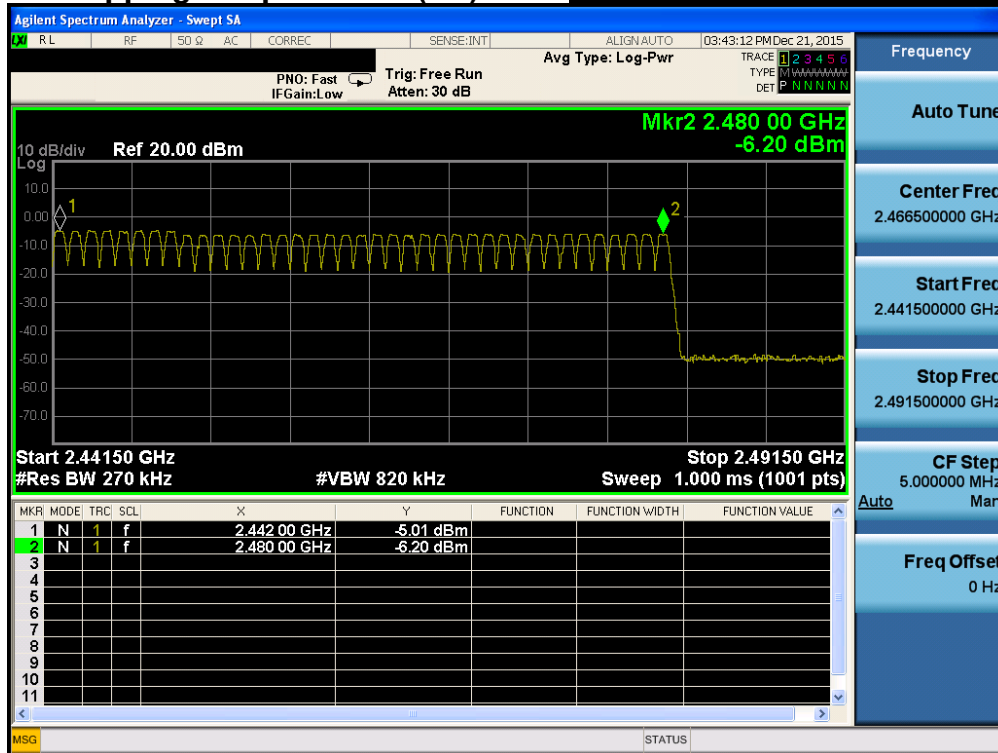 Agilent Spectrum Analyzer - Swept SA
LXI RL RF 50 Ω AC CORREC SENSE:INT ALIGN AUTO 03:43:12 PM Dec 21, 2015
Avg Type: Log-Pwr
TRACE 1 2 3 4 5 6
PNO: Fast Trig: Free Run
TYPE M
IFGain:Low Atten: 30 dB
DET P N N N N N
Mkr2 2.480 00 GHz
-6.20 dBm
10 dB/div Ref 20.00 dBm
Log
10.0
0.00
-10.0
-20.0
-30.0
-40.0
-50.0
-60.0
-70.0
1
2
Start 2.44150 GHz Stop 2.49150 GHz
#Res BW 270 kHz #VBW 820 kHz Sweep 1.000 ms (1001 pts)
MKR MODE TRC SCL X Y FUNCTION FUNCTION WIDTH FUNCTION VALUE
1 N 1 f 2.442 00 GHz -5.01 dBm
2 N 1 f 2.480 00 GHz -6.20 dBm
3
4
5
6
7
8
9
10
11
MSG STATUS
Frequency
Auto Tune
Center Freq
2.466500000 GHz
Start Freq
2.441500000 GHz
Stop Freq
2.491500000 GHz
CF Step
5.000000 MHz
Auto Man
Freq Offset
0 Hz